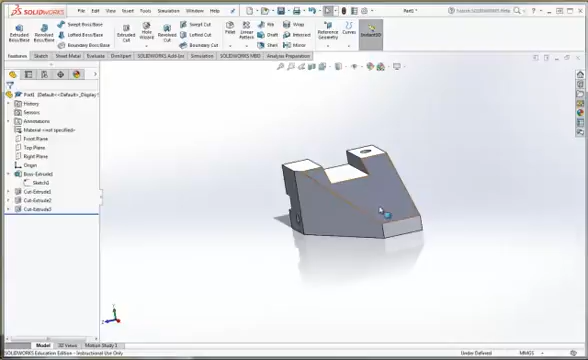 SOLIDWORKS File Edit View Insert Tools Simulation Window Help Part1 *
Extruded Boss/Base Revolved Boss/Base Swept Boss/Base Extruded Cut Hole Wizard Revolved Cut Swept Cut Fillet Linear Pattern Rib Wrap Reference Geometry Curves Instant3D
Lofted Boss/Base Lofted Cut Draft Intersect
Boundary Boss/Base Boundary Cut Shell Mirror
Features Sketch Sheet Metal Evaluate DimXpert SOLIDWORKS Add-Ins Simulation SOLIDWORKS MBD Analysis Preparation
Part1 (Default<<Default>_Display S
History
Sensors
Annotations
Material <not specified>
Front Plane
Top Plane
Right Plane
Origin
Boss-Extrude1
Sketch1
Cut-Extrude1
Cut-Extrude2
Cut-Extrude3
Model 3D Views Motion Study 1
SOLIDWORKS Education Edition - Instructional Use Only Under Defined MMGS